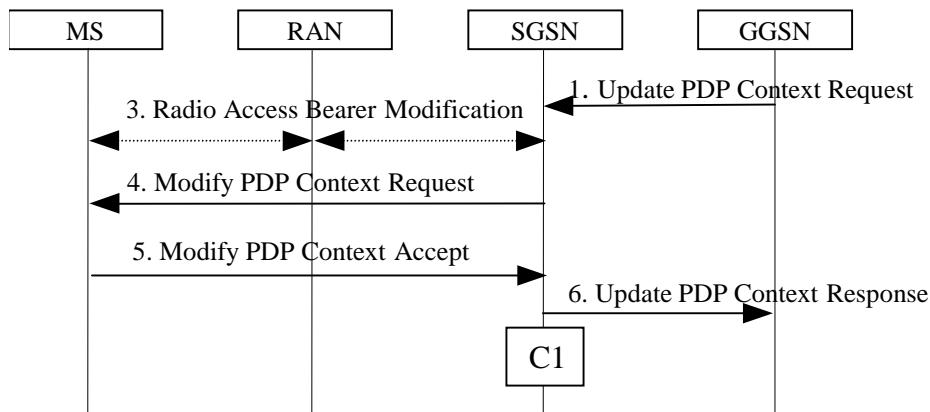 MS
RAN
SGSN
GGSN
1. Update PDP Context Request
3. Radio Access Bearer Modification
4. Modify PDP Context Request
5. Modify PDP Context Accept
6. Update PDP Context Response
C1